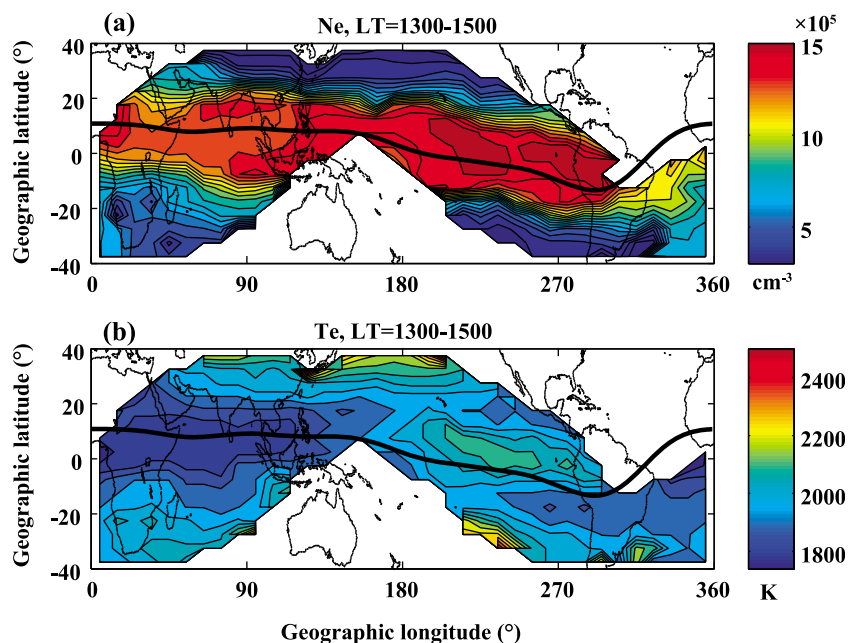 (a) Ne, LT=1300-1500 ×10⁵
Geographic latitude (°)
40
20
0
-20
-40
0 90 180 270 360
15
10
5
cm⁻³
(b) Te, LT=1300-1500
Geographic latitude (°)
40
20
0
-20
-40
0 90 180 270 360
2400
2200
2000
1800
K
Geographic longitude (°)